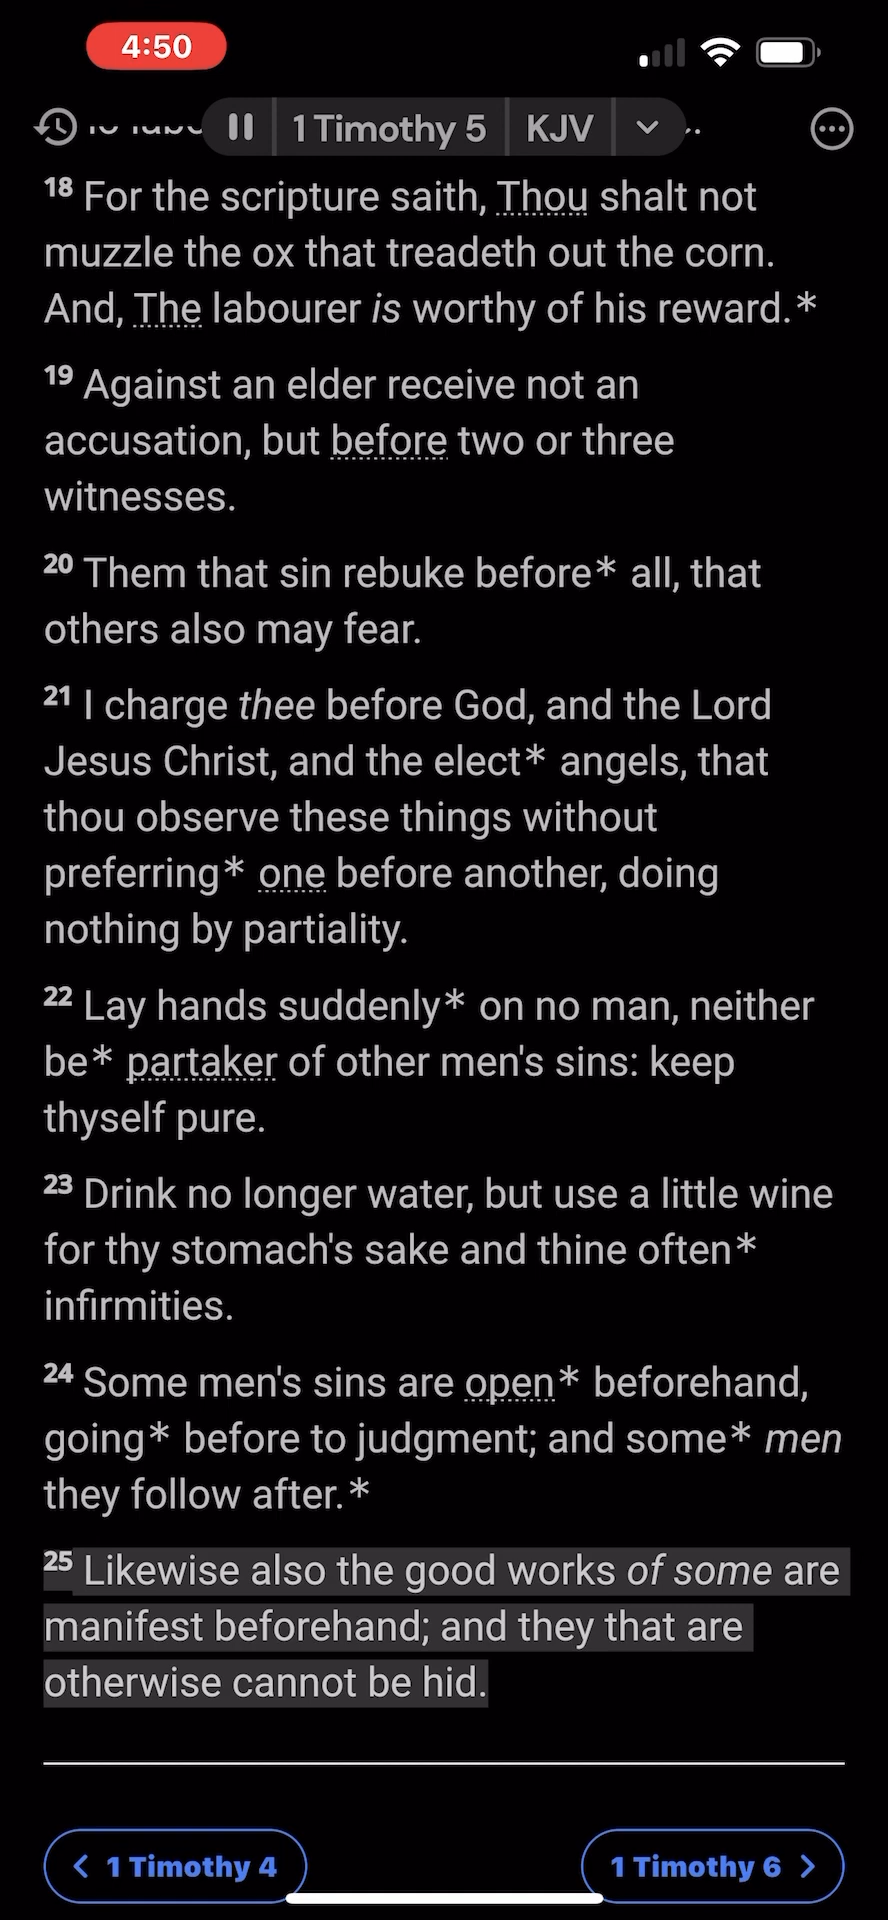 4:50
1 Timothy 5 KJV
18 For the scripture saith, Thou shalt not
muzzle the ox that treadeth out the corn.
And, The labourer is worthy of his reward.*
19 Against an elder receive not an
accusation, but before two or three
witnesses.
20 Them that sin rebuke before* all, that
others also may fear.
21 I charge thee before God, and the Lord
Jesus Christ, and the elect* angels, that
thou observe these things without
preferring* one before another, doing
nothing by partiality.
22 Lay hands suddenly* on no man, neither
be* partaker of other men's sins: keep
thyself pure.
23 Drink no longer water, but use a little wine
for thy stomach's sake and thine often*
infirmities.
24 Some men's sins are open* beforehand,
going* before to judgment; and some* men
they follow after.*
25 Likewise also the good works of some are
manifest beforehand; and they that are
otherwise cannot be hid.
1 Timothy 4
1 Timothy 6